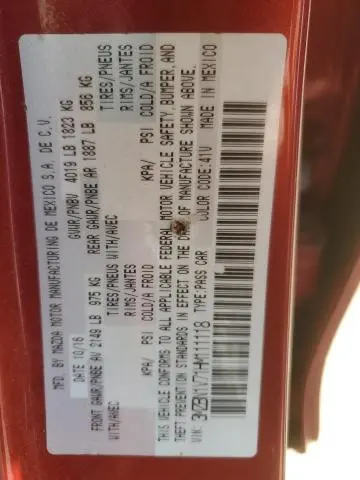 MFD. BY MAZDA MOTOR MANUFACTURING DE MEXICO S.A. DE C.V.
DATE 10/16 GVWR/PNBV 4019 LB 1823 KG
FRONT GAWR/PNBE AV 2149 LB 975 KG REAR GAWR/PNBE AR 1887 LB 856 KG
WITH/AVEC TIRES/PNEUS WITH/AVEC TIRES/PNEUS
RIMS/JANTES RIMS/JANTES
KPA/ PSI COLD/A FROID KPA/ PSI COLD/A FROID
THIS VEHICLE CONFORMS TO ALL APPLICABLE FEDERAL MOTOR VEHICLE SAFETY, BUMPER, AND
THEFT PREVENTION STANDARDS IN EFFECT ON THE DATE OF MANUFACTURE SHOWN ABOVE.
VIN: 3MZBN1V71HM111118 TYPE:PASS CAR COLOR CODE:41V MADE IN MEXICO